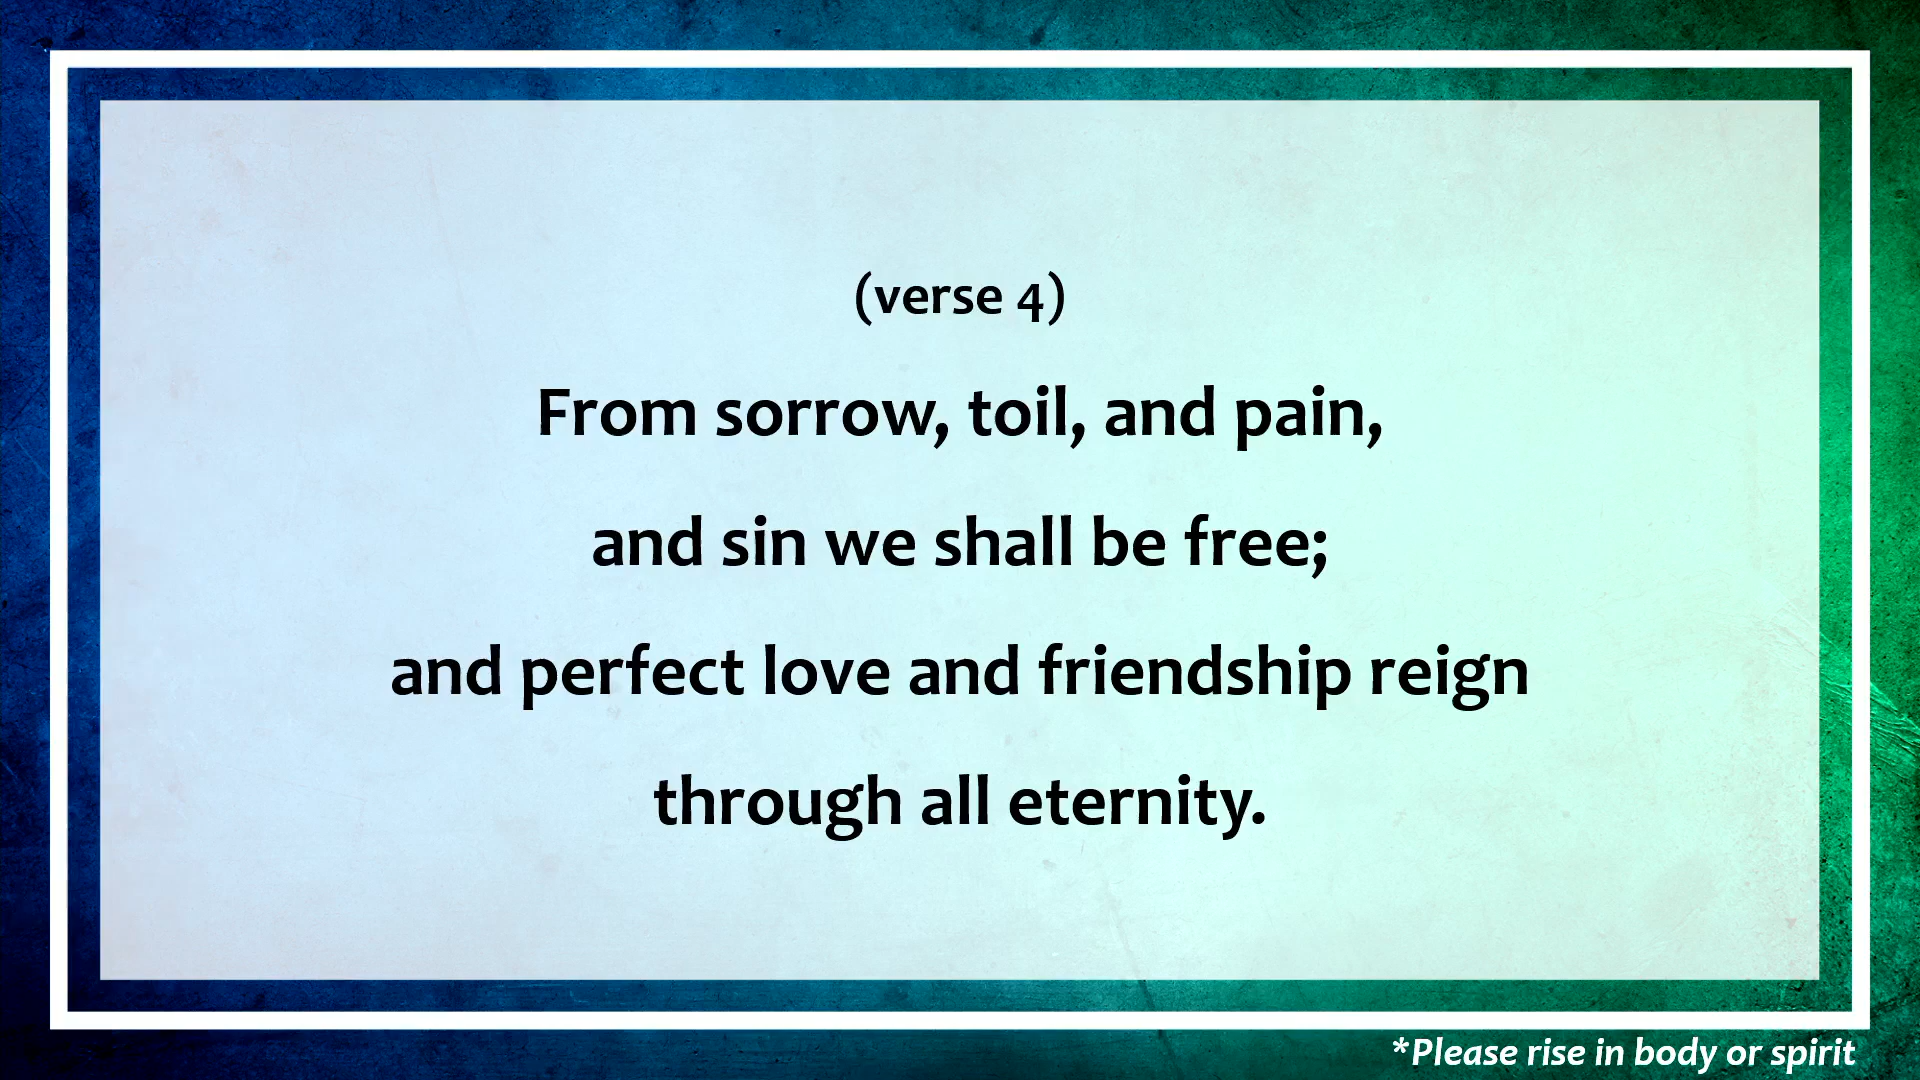 (verse 4)
From sorrow, toil, and pain,
and sin we shall be free;
and perfect love and friendship reign
through all eternity.
*Please rise in body or spirit